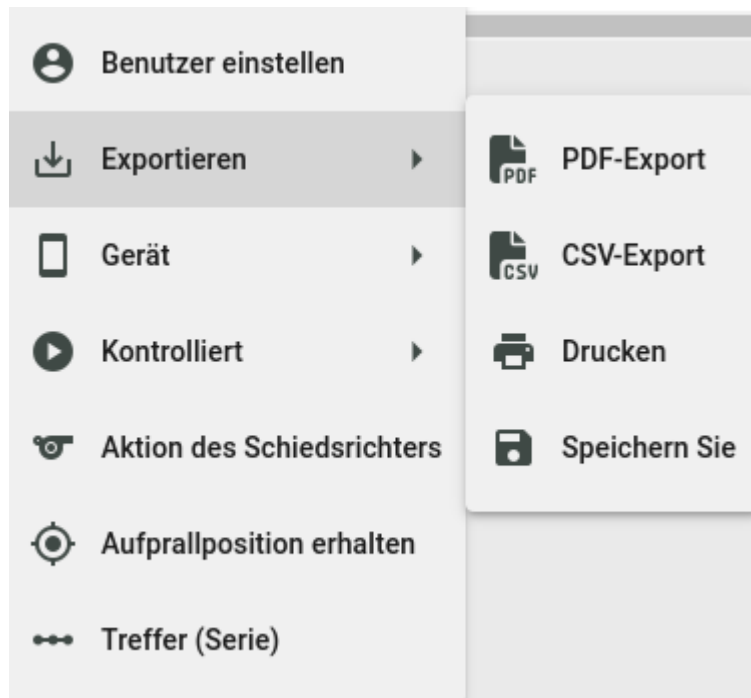 Benutzer einstellen
Exportieren
Gerät
Kontrolliert
Aktion des Schiedsrichters
Aufprallposition erhalten
Treffer (Serie)
PDF PDF-Export
CSV CSV-Export
Drucken
Speichern Sie